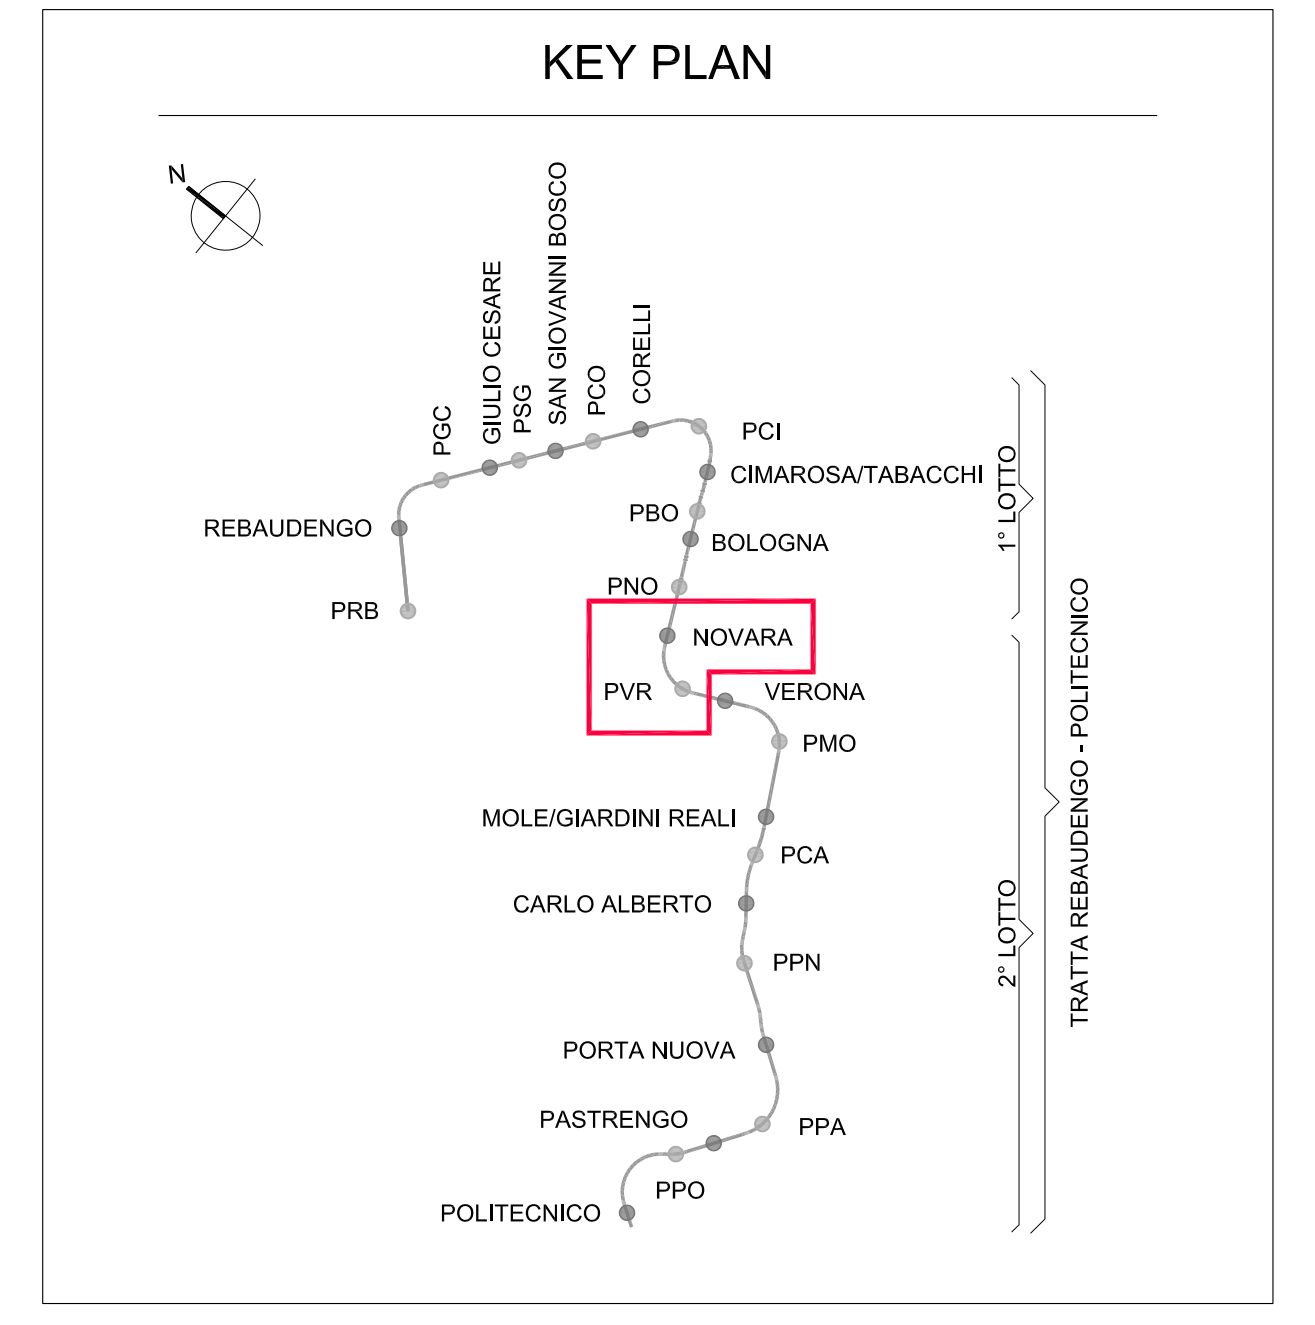 KEY PLAN
N
PGC
GIULIO CESARE
PSG
SAN GIOVANNI BOSCO
PCO
CORELLI
PCI
CIMAROSA/TABACCHI
PBO
BOLOGNA
REBAUDENGO
PNO
PRB
NOVARA
PVR
VERONA
PMO
MOLE/GIARDINI REALI
PCA
CARLO ALBERTO
PPN
PORTA NUOVA
PASTRENGO
PPA
PPO
POLITECNICO
1° LOTTO
2° LOTTO
TRATTA REBAUDENGO - POLITECNICO